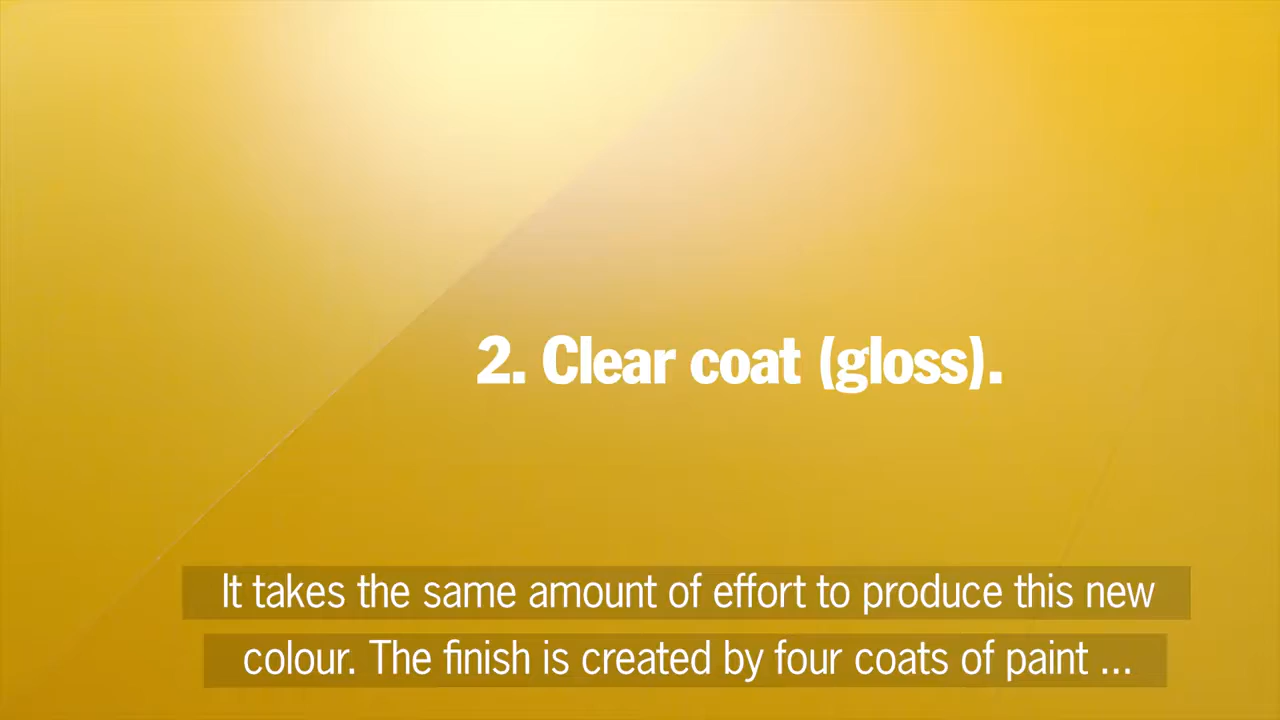 2. Clear coat (gloss).
It takes the same amount of effort to produce this new
colour. The finish is created by four coats of paint ...